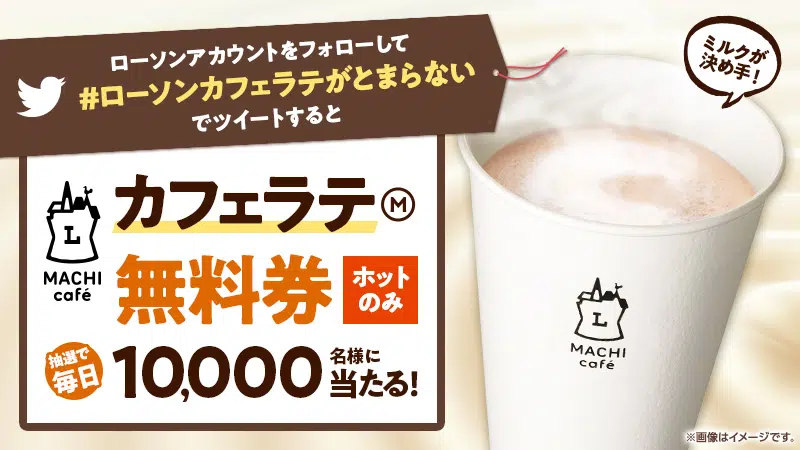 ローソンアカウントをフォローして
#ローソンカフェラテがとまらない
でツイートすると
ミルクが
決め手!
カフェラテ Ⓜ
L
MACHI
café
無料券
ホット
のみ
抽選で
毎日
10,000名様に
当たる!
L
MACHI
café
※画像はイメージです。